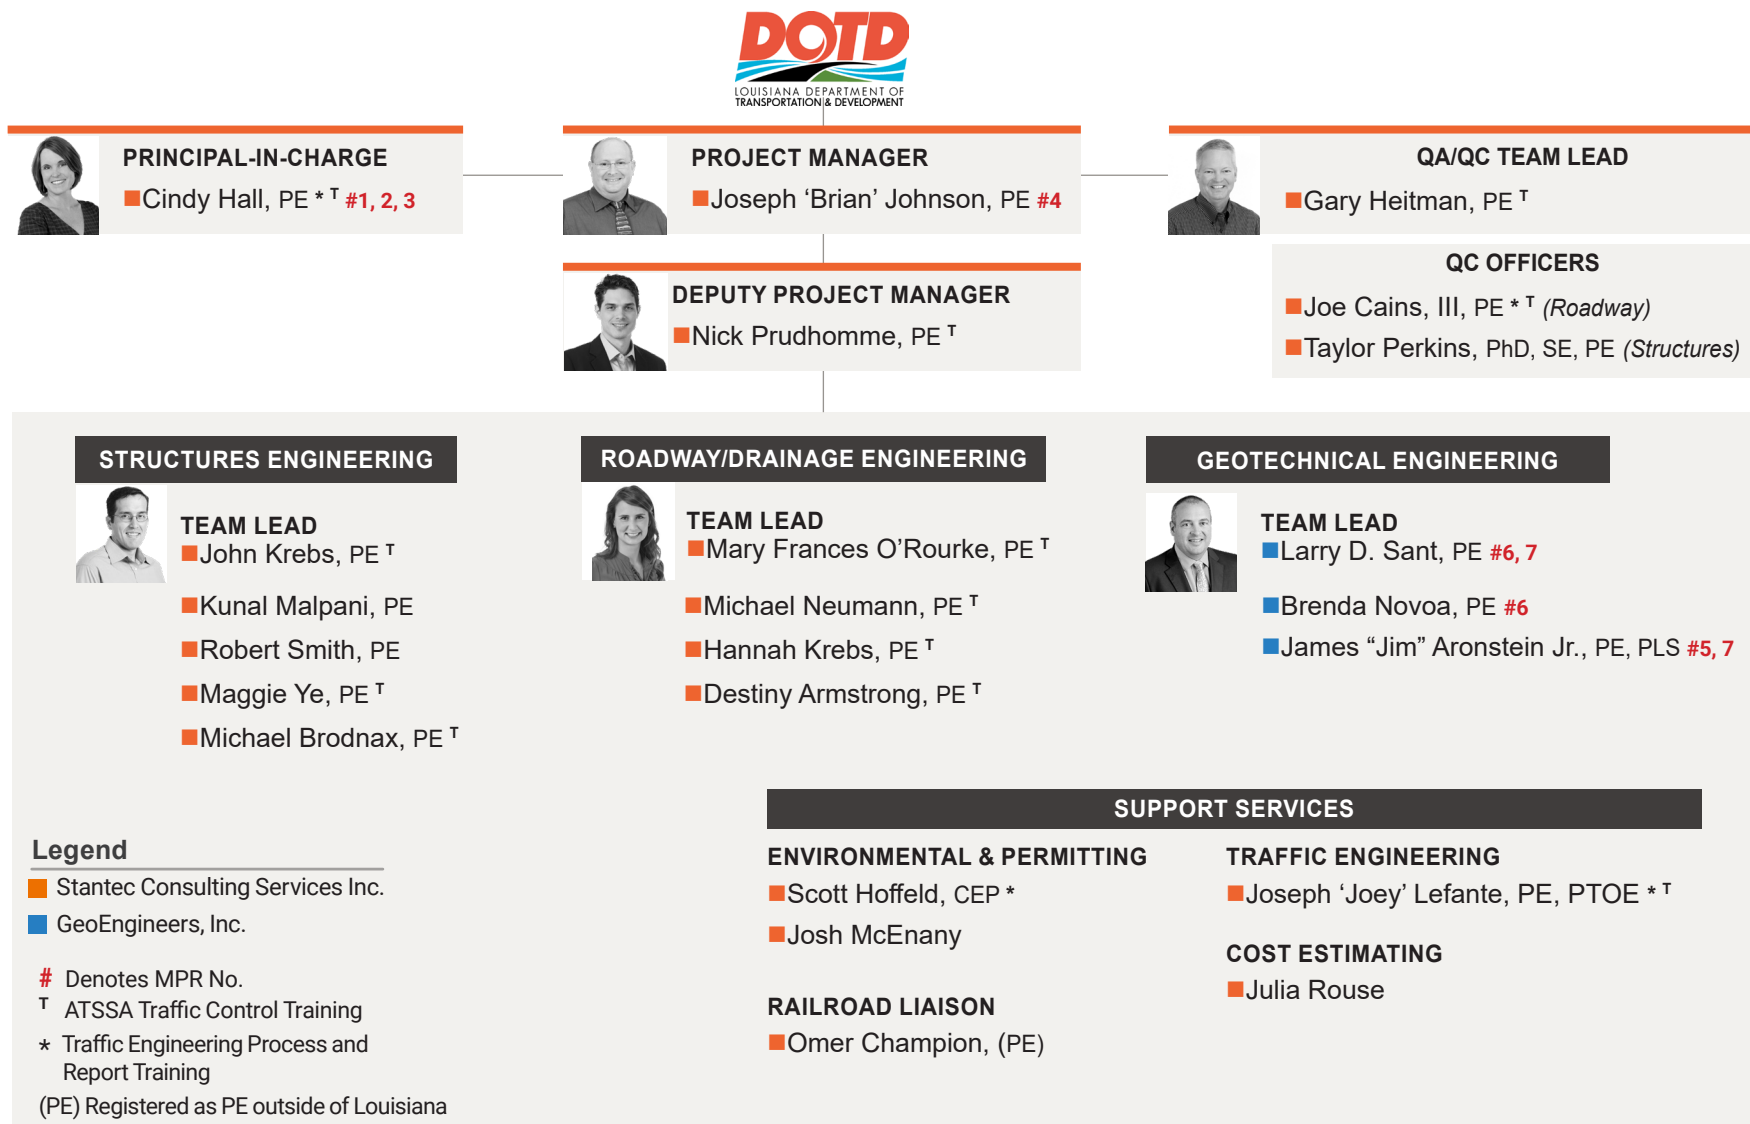 DOTD
LOUISIANA DEPARTMENT OF
TRANSPORTATION & DEVELOPMENT
PRINCIPAL-IN-CHARGE
Cindy Hall, PE * T #1, 2, 3
PROJECT MANAGER
Joseph ‘Brian’ Johnson, PE #4
QA/QC TEAM LEAD
Gary Heitman, PE T
QC OFFICERS
Joe Cains, III, PE * T (Roadway)
Taylor Perkins, PhD, SE, PE (Structures)
DEPUTY PROJECT MANAGER
Nick Prudhomme, PE T
STRUCTURES ENGINEERING
TEAM LEAD
John Krebs, PE T
Kunal Malpani, PE
Robert Smith, PE
Maggie Ye, PE T
Michael Brodnax, PE T
ROADWAY/DRAINAGE ENGINEERING
TEAM LEAD
Mary Frances O’Rourke, PE T
Michael Neumann, PE T
Hannah Krebs, PE T
Destiny Armstrong, PE T
GEOTECHNICAL ENGINEERING
TEAM LEAD
Larry D. Sant, PE #6, 7
Brenda Novoa, PE #6
James “Jim” Aronstein Jr., PE, PLS #5, 7
SUPPORT SERVICES
ENVIRONMENTAL & PERMITTING
Scott Hoffeld, CEP *
Josh McEnany
RAILROAD LIAISON
Omer Champion, (PE)
TRAFFIC ENGINEERING
Joseph ‘Joey’ Lefante, PE, PTOE * T
COST ESTIMATING
Julia Rouse
Legend
Stantec Consulting Services Inc.
GeoEngineers, Inc.
# Denotes MPR No.
T ATSSA Traffic Control Training
* Traffic Engineering Process and
Report Training
(PE) Registered as PE outside of Louisiana